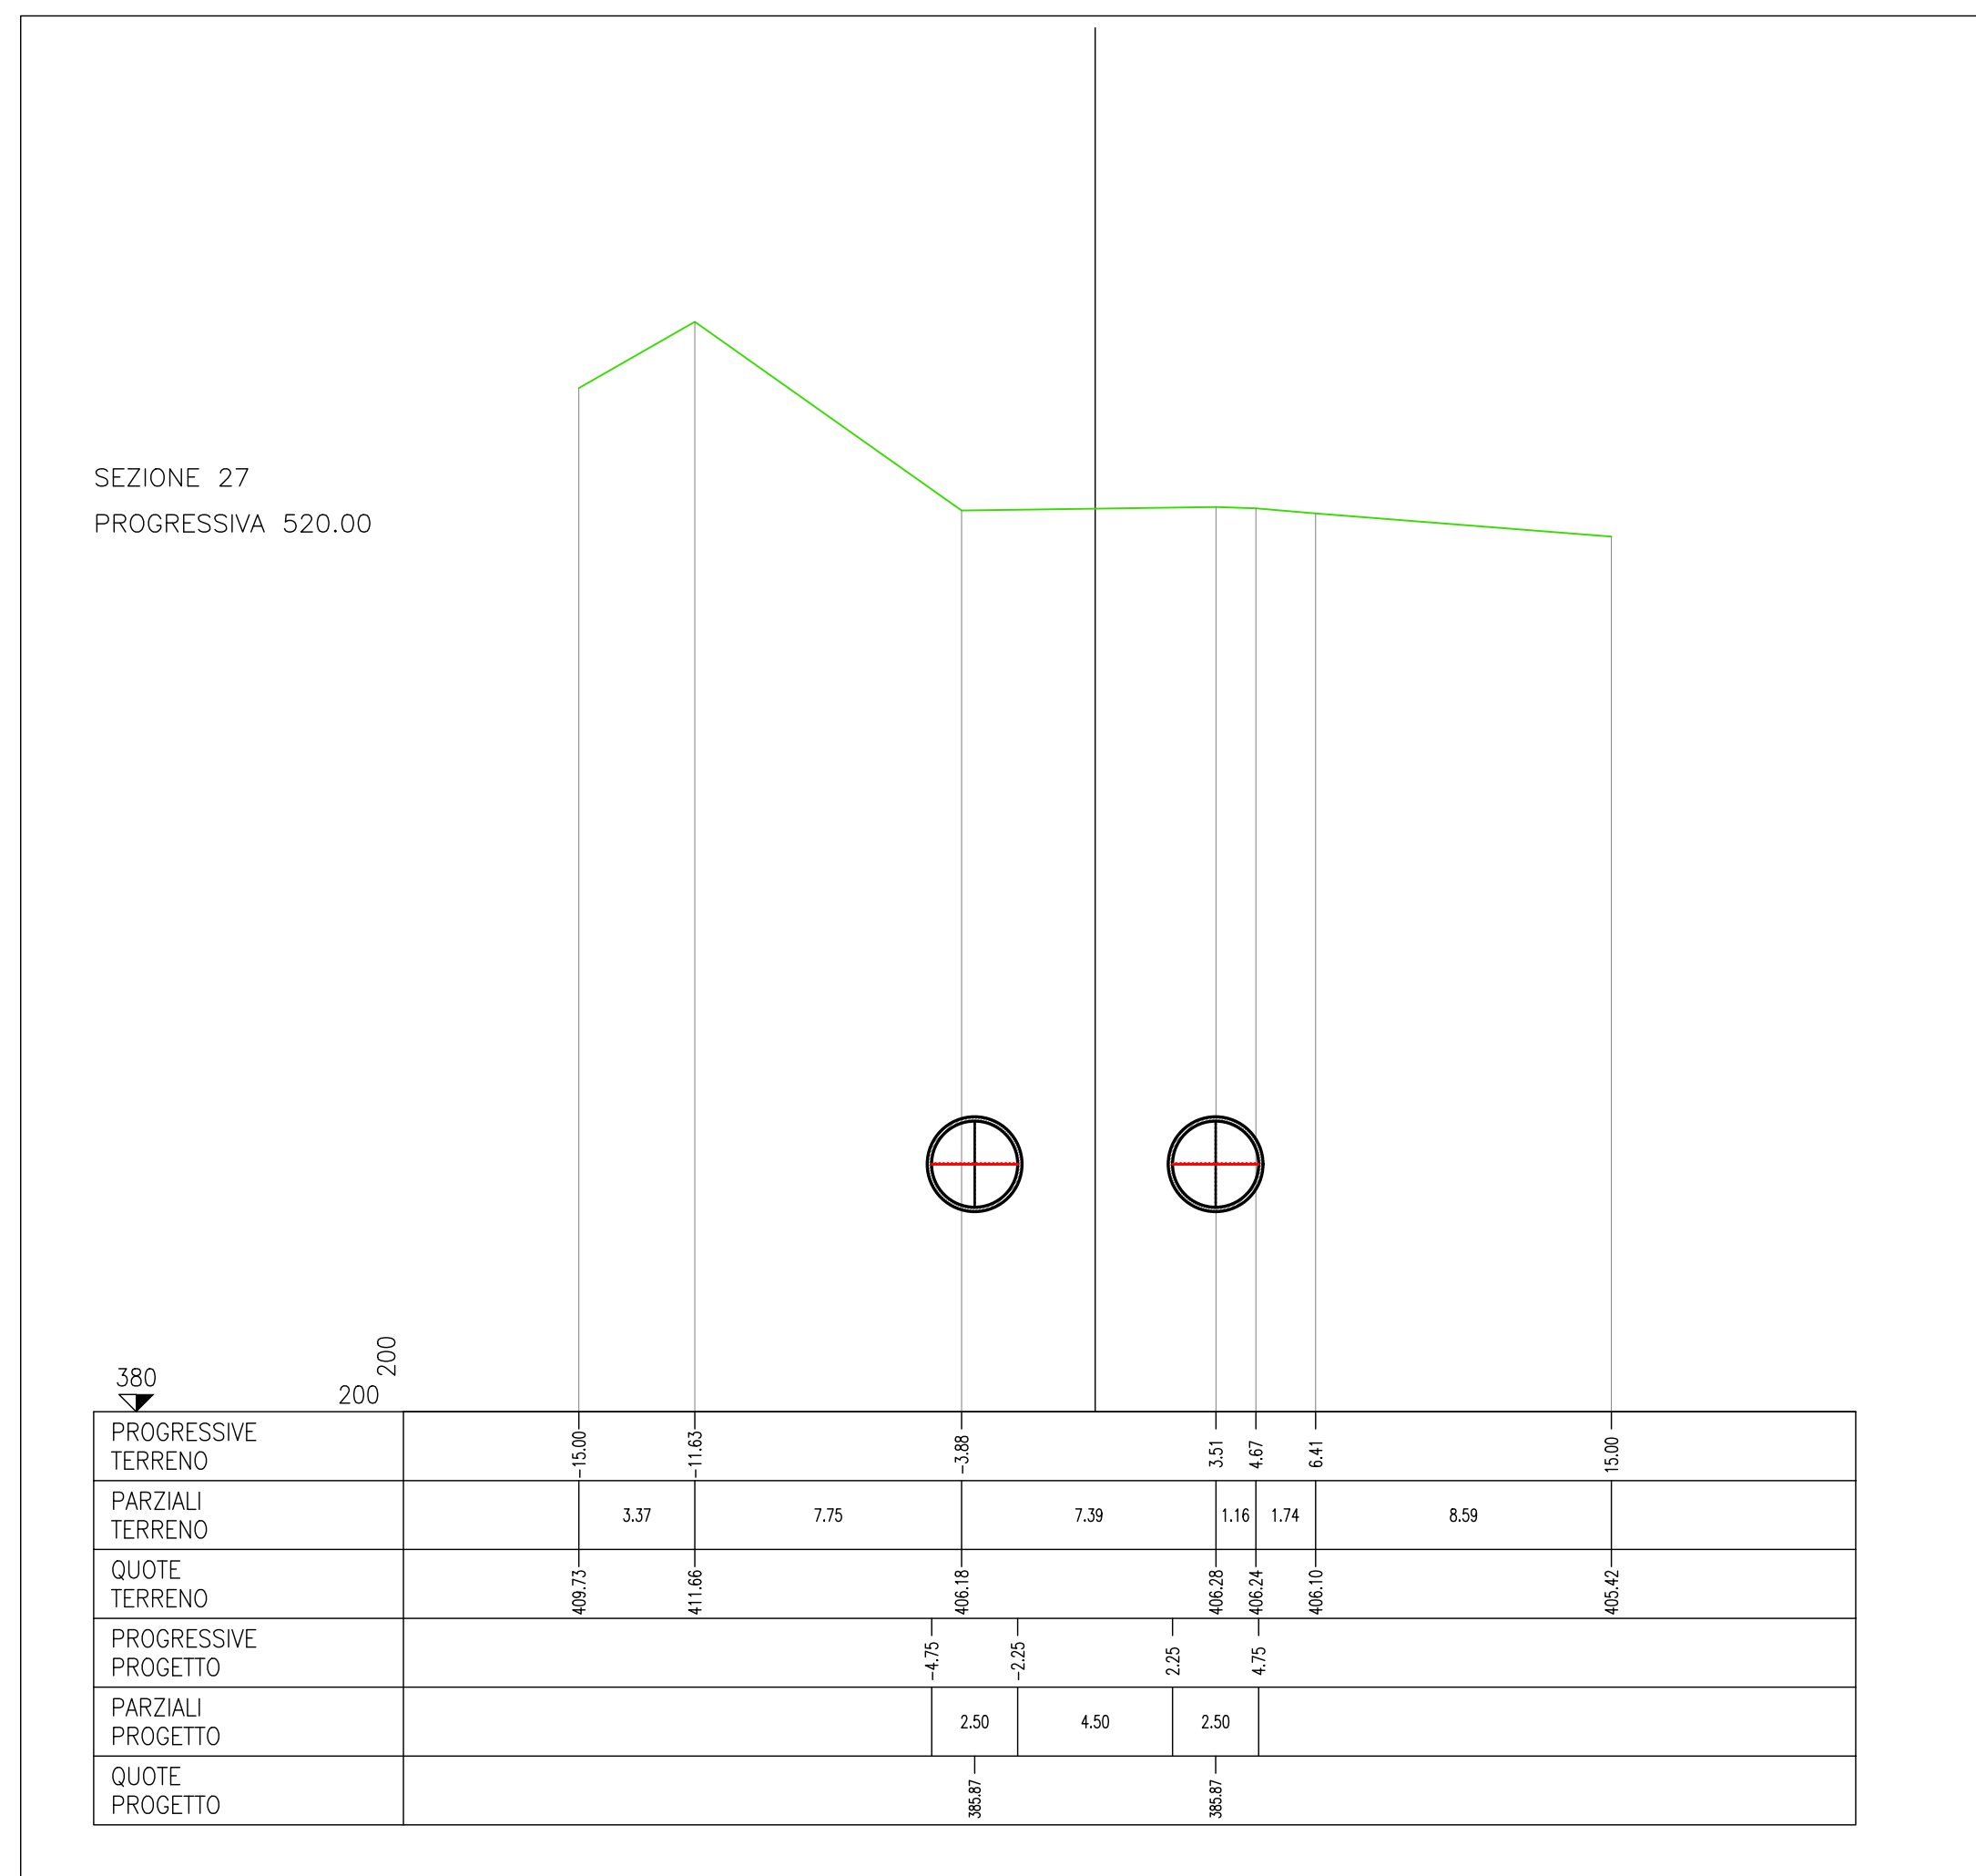 SEZIONE 27
PROGRESSIVA 520.00
380
200
200
PROGRESSIVE
TERRENO
-15.00 -11.63 -3.88 3.51 4.67 6.41 15.00
PARZIALI
TERRENO
3.37 7.75 7.39 1.16 1.74 8.59
QUOTE
TERRENO
409.73 411.66 406.18 406.28 406.24 406.10 405.42
PROGRESSIVE
PROGETTO
-4.75 -2.25 2.25 4.75
PARZIALI
PROGETTO
2.50 4.50 2.50
QUOTE
PROGETTO
385.87 385.87